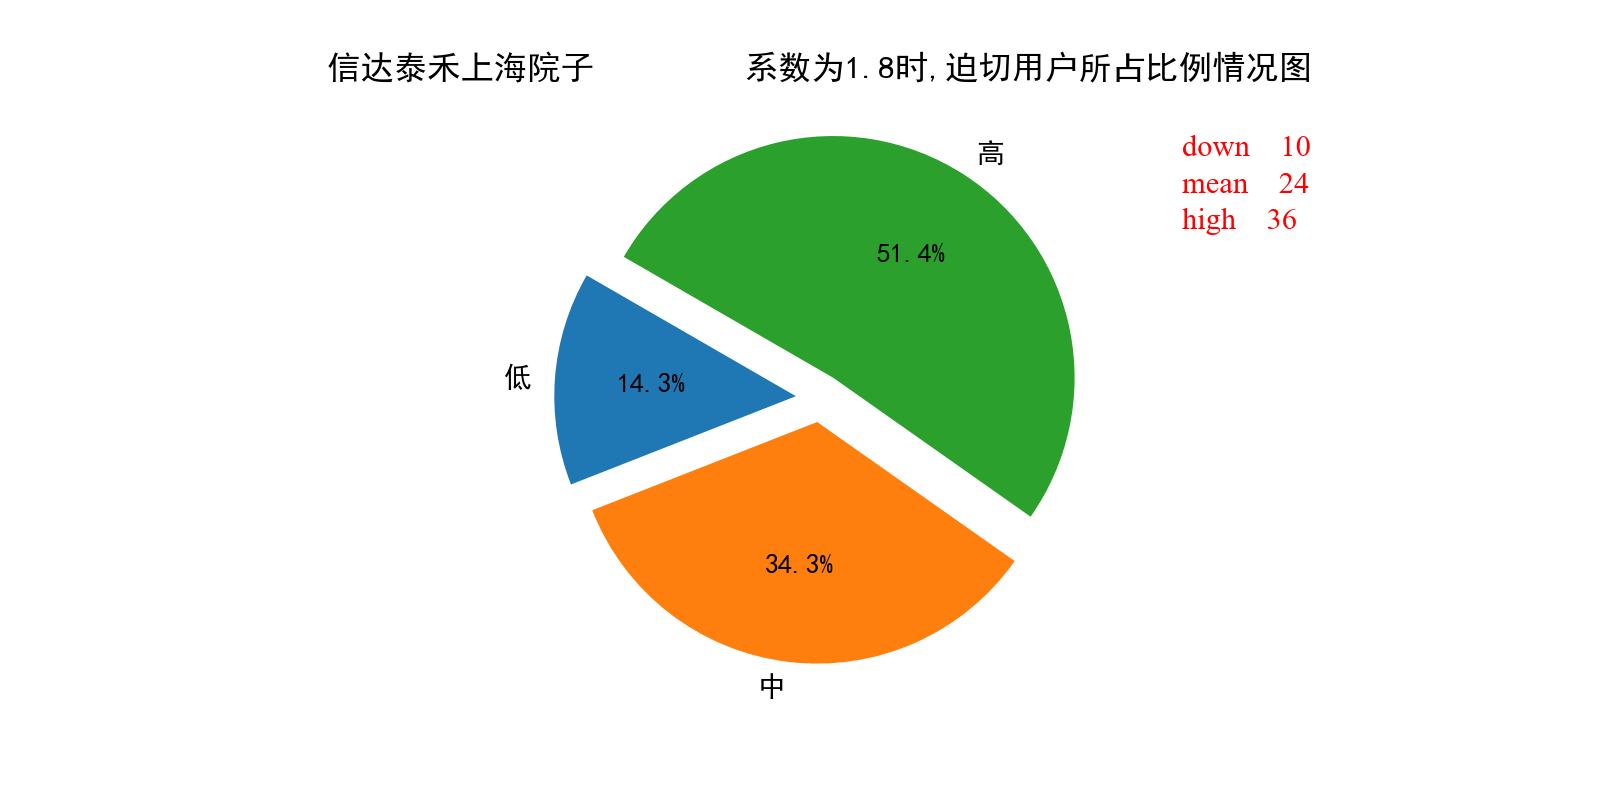 信达泰禾上海院子 系数为1.8时,迫切用户所占比例情况图
高
down 10
mean 24
high 36
51.4%
低
14.3%
34.3%
中